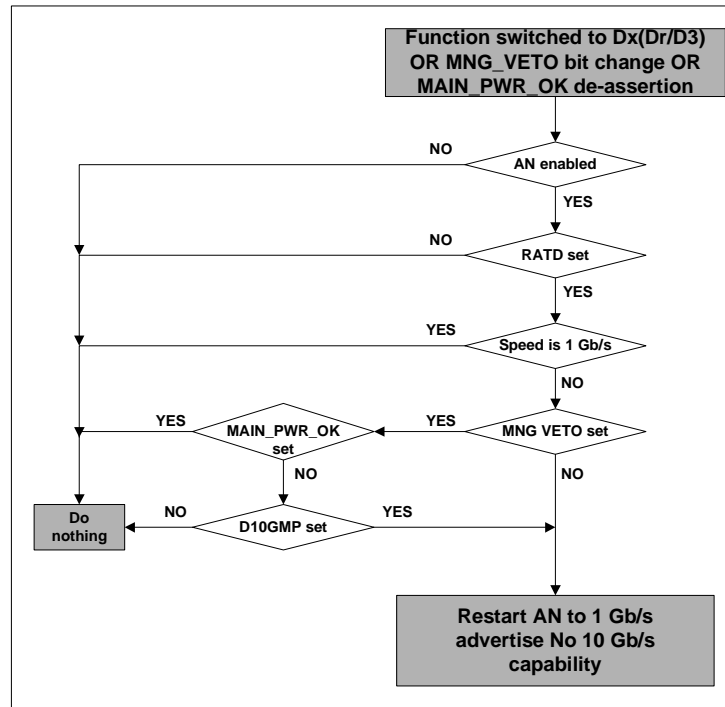 Function switched to Dx(Dr/D3)
OR MNG_VETO bit change OR
MAIN_PWR_OK de-assertion
NO
AN enabled
YES
NO
RATD set
YES
YES
Speed is 1 Gb/s
NO
YES
MAIN_PWR_OK
set
YES
MNG VETO set
NO
NO
Do
nothing
NO
D10GMP set
YES
Restart AN to 1 Gb/s
advertise No 10 Gb/s
capability